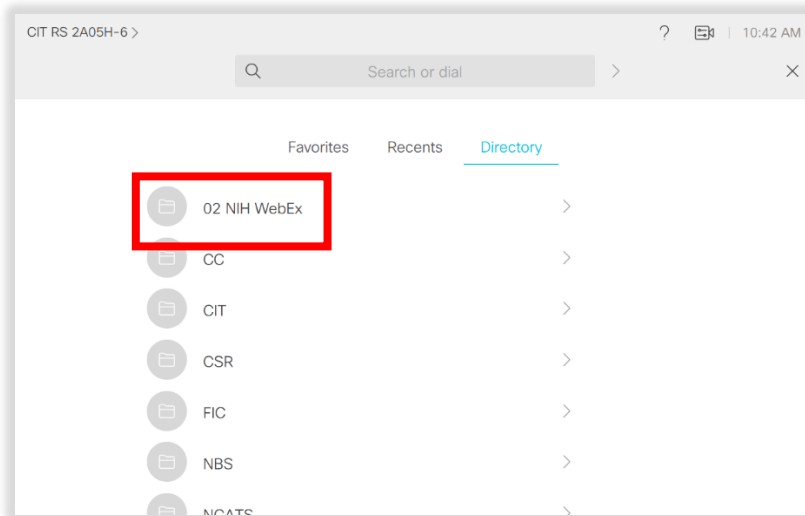 CIT RS 2A05H-6 >
? 10:42 AM
Search or dial
Favorites Recents Directory
02 NIH WebEx
CC
CIT
CSR
FIC
NBS
NCATS